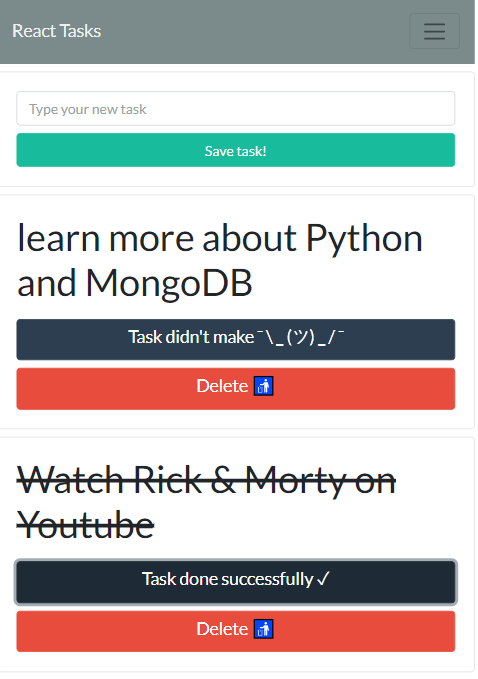 React Tasks
Type your new task
Save task!
learn more about Python
and MongoDB
Task didn't make ¯\_(ツ)_/¯
Delete 🚮
Watch Rick & Morty on
Youtube
Task done successfully ✓
Delete 🚮